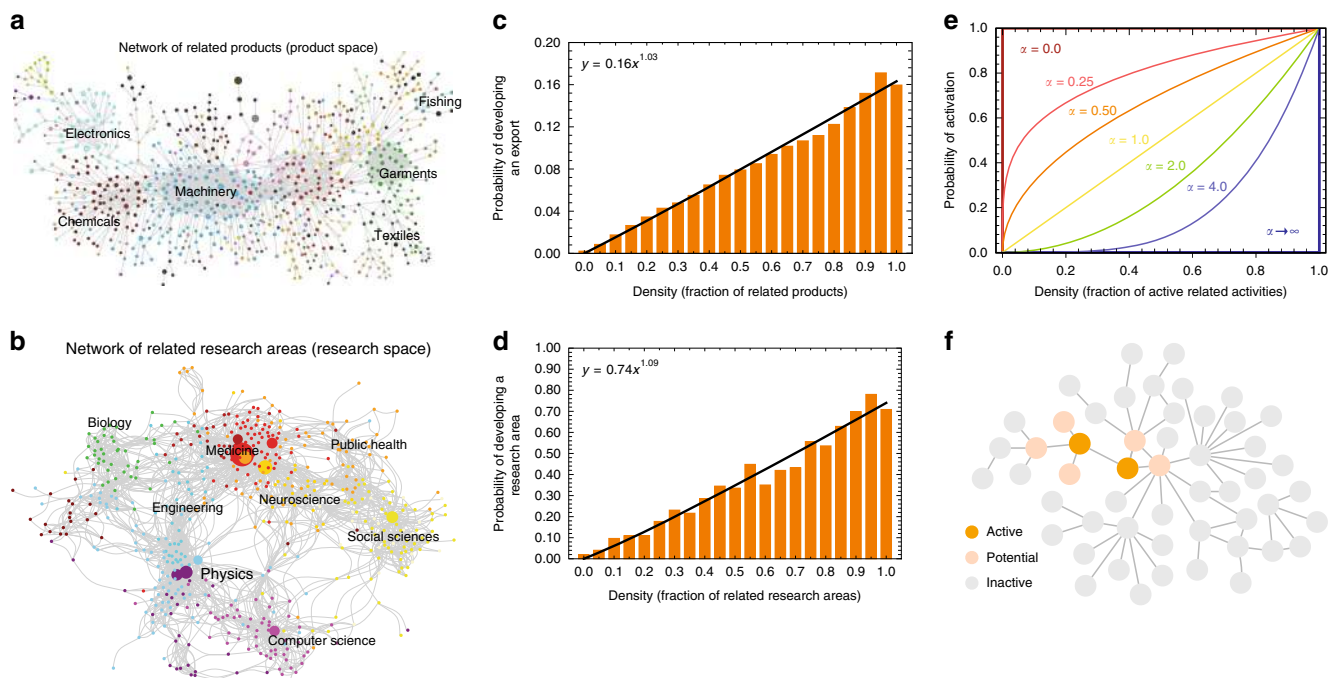 a
Network of related products (product space)
Fishing
Electronics
Garments
Machinery
Chemicals
Textiles
b
Network of related research areas (research space)
Biology
Public health
Medicine
Neuroscience
Engineering
Social sciences
Physics
Computer science
c
y = 0.16x^1.03
Probability of developing
an export
0.20
0.16
0.12
0.08
0.04
0.00
0.0 0.1 0.2 0.3 0.4 0.5 0.6 0.7 0.8 0.9 1.0
Density (fraction of related products)
d
y = 0.74x^1.09
Probability of developing a
research area
1.00
0.90
0.80
0.70
0.60
0.50
0.40
0.30
0.20
0.10
0.00
0.0 0.1 0.2 0.3 0.4 0.5 0.6 0.7 0.8 0.9 1.0
Density (fraction of related research areas)
e
Probability of activation
1.0
0.8
0.6
0.4
0.2
0.0
α = 0.0
α = 0.25
α = 0.50
α = 1.0
α = 2.0
α = 4.0
α → ∞
0.0 0.2 0.4 0.6 0.8 1.0
Density (fraction of active related activities)
f
Active
Potential
Inactive